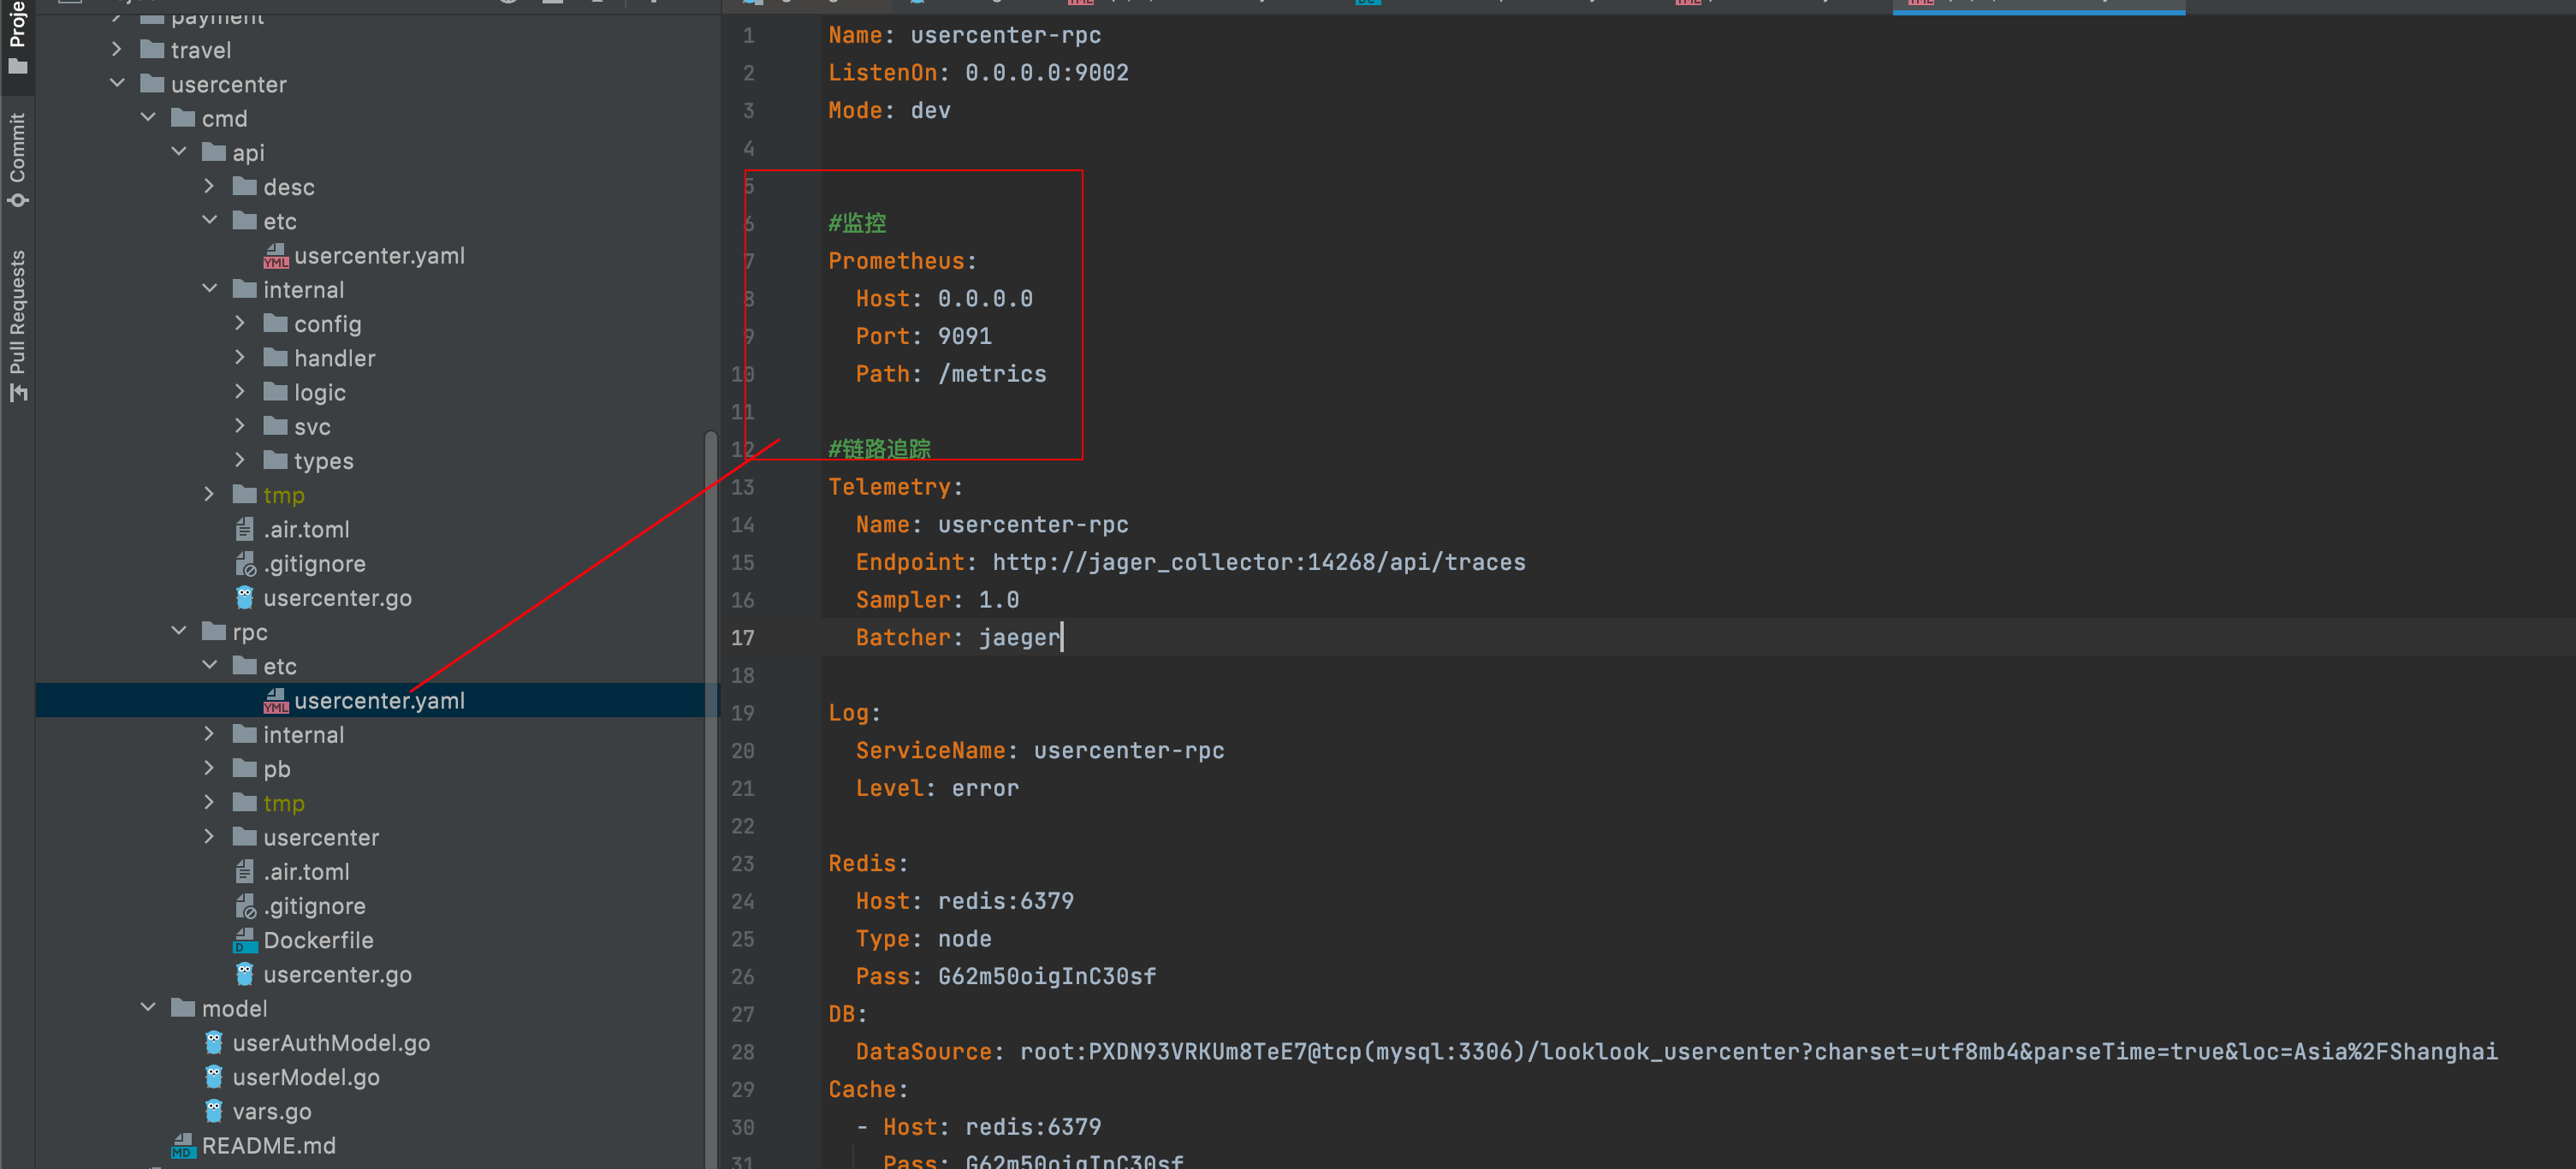 Proje
Commit
Pull Requests
payment
travel
usercenter
cmd
api
desc
etc
usercenter.yaml
internal
config
handler
logic
svc
types
tmp
.air.toml
.gitignore
usercenter.go
rpc
etc
usercenter.yaml
internal
pb
tmp
usercenter
.air.toml
.gitignore
Dockerfile
usercenter.go
model
userAuthModel.go
userModel.go
vars.go
README.md
1 Name: usercenter-rpc
2 ListenOn: 0.0.0.0:9002
3 Mode: dev
4
5
6 #监控
7 Prometheus:
8 Host: 0.0.0.0
9 Port: 9091
10 Path: /metrics
11
12 #链路追踪
13 Telemetry:
14 Name: usercenter-rpc
15 Endpoint: http://jager_collector:14268/api/traces
16 Sampler: 1.0
17 Batcher: jaeger
18
19 Log:
20 ServiceName: usercenter-rpc
21 Level: error
22
23 Redis:
24 Host: redis:6379
25 Type: node
26 Pass: G62m50oigInC30sf
27 DB:
28 DataSource: root:PXDN93VRKUm8TeE7@tcp(mysql:3306)/looklook_usercenter?charset=utf8mb4&parseTime=true&loc=Asia%2FShanghai
29 Cache:
30 - Host: redis:6379
31 Pass: G62m50oigInC30sf